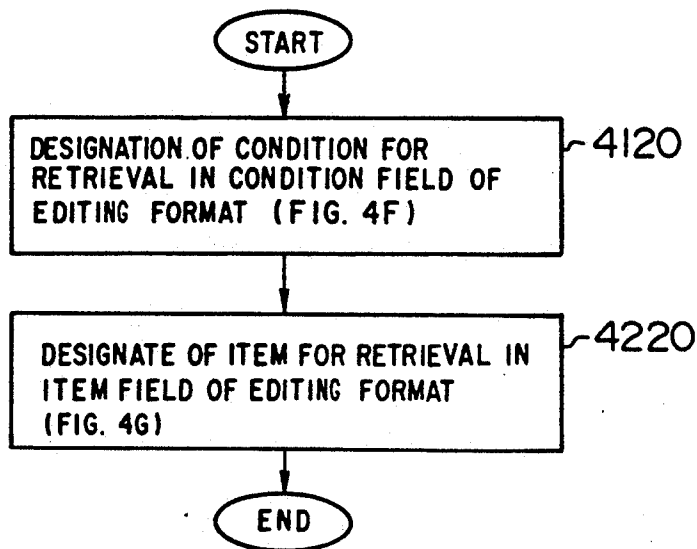 START
DESIGNATION OF CONDITION FOR
RETRIEVAL IN CONDITION FIELD OF
EDITING FORMAT (FIG. 4F)
4120
DESIGNATE OF ITEM FOR RETRIEVAL IN
ITEM FIELD OF EDITING FORMAT
(FIG. 4G)
4220
END